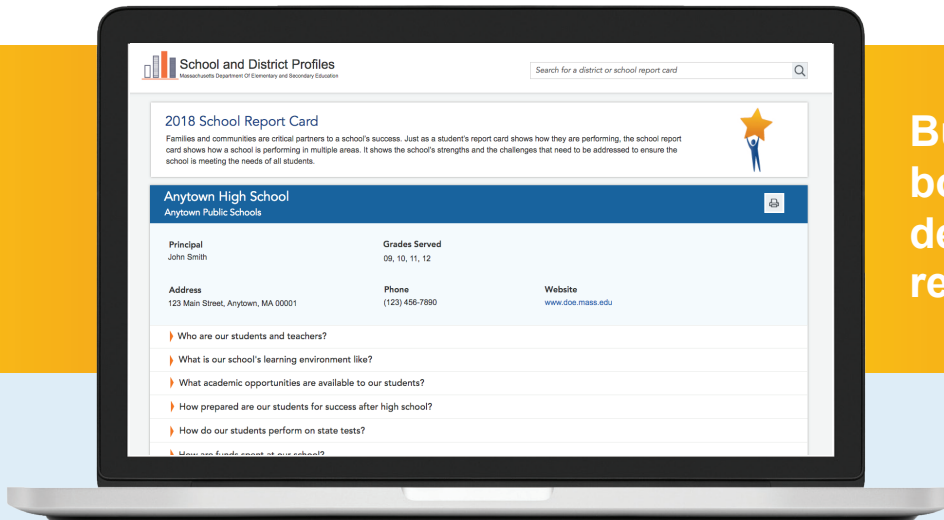 School and District Profiles
Massachusetts Department Of Elementary and Secondary Education
Search for a district or school report card
2018 School Report Card
Families and communities are critical partners to a school's success. Just as a student's report card shows how they are performing, the school report
card shows how a school is performing in multiple areas. It shows the school's strengths and the challenges that need to be addressed to ensure the
school is meeting the needs of all students.
Anytown High School
Anytown Public Schools
Principal
John Smith
Grades Served
09, 10, 11, 12
Address
123 Main Street, Anytown, MA 00001
Phone
(123) 456-7890
Website
www.doe.mass.edu
Who are our students and teachers?
What is our school's learning environment like?
What academic opportunities are available to our students?
How prepared are our students for success after high school?
How do our students perform on state tests?
How are funds spent at our school?